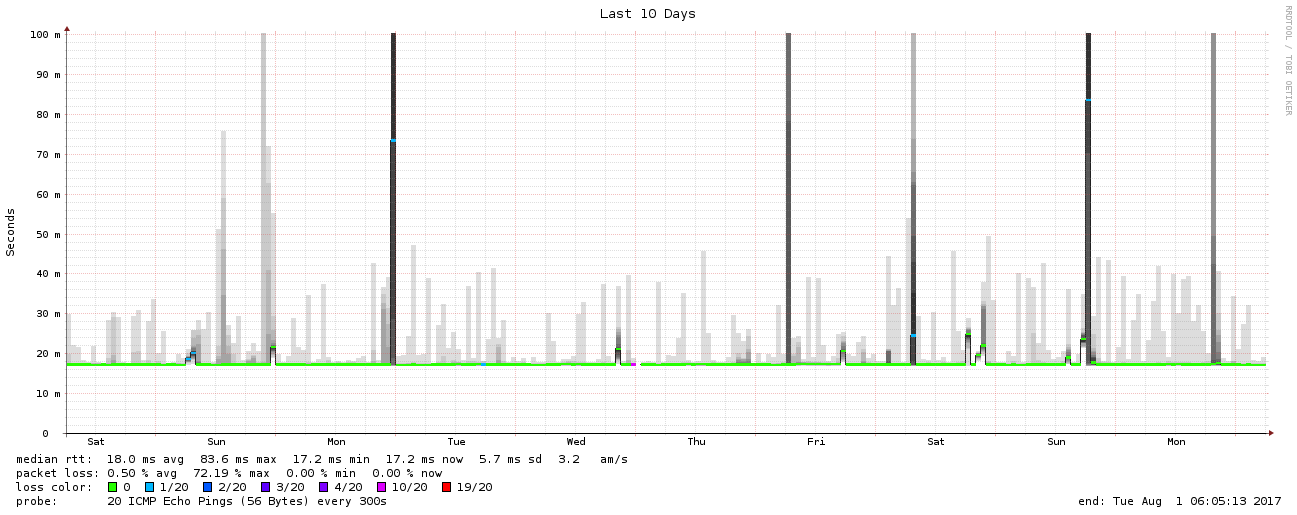 Last 10 Days
RRDTOOL / TOBI OETIKER
Seconds
100 m
90 m
80 m
70 m
60 m
50 m
40 m
30 m
20 m
10 m
0
Sat Sun Mon Tue Wed Thu Fri Sat Sun Mon
median rtt: 18.0 ms avg 83.6 ms max 17.2 ms min 17.2 ms now 5.7 ms sd 3.2 am/s
packet loss: 0.50 % avg 72.19 % max 0.00 % min 0.00 % now
loss color: 0 1/20 2/20 3/20 4/20 10/20 19/20
probe: 20 ICMP Echo Pings (56 Bytes) every 300s
end: Tue Aug 1 06:05:13 2017